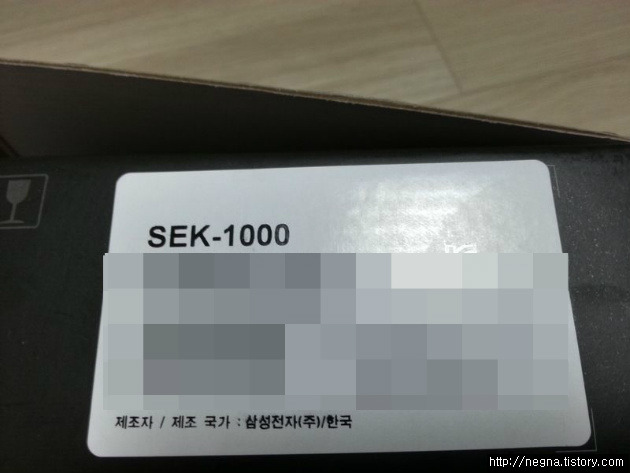 SEK-1000
제조자 / 제조 국가 : 삼성전자(주)/한국
http://negna.tistory.com